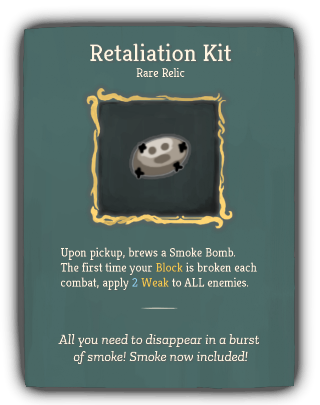 Retaliation Kit
Rare Relic
Upon pickup, brews a Smoke Bomb.
The first time your Block is broken each
combat, apply 2 Weak to ALL enemies.
All you need to disappear in a burst
of smoke! Smoke now included!